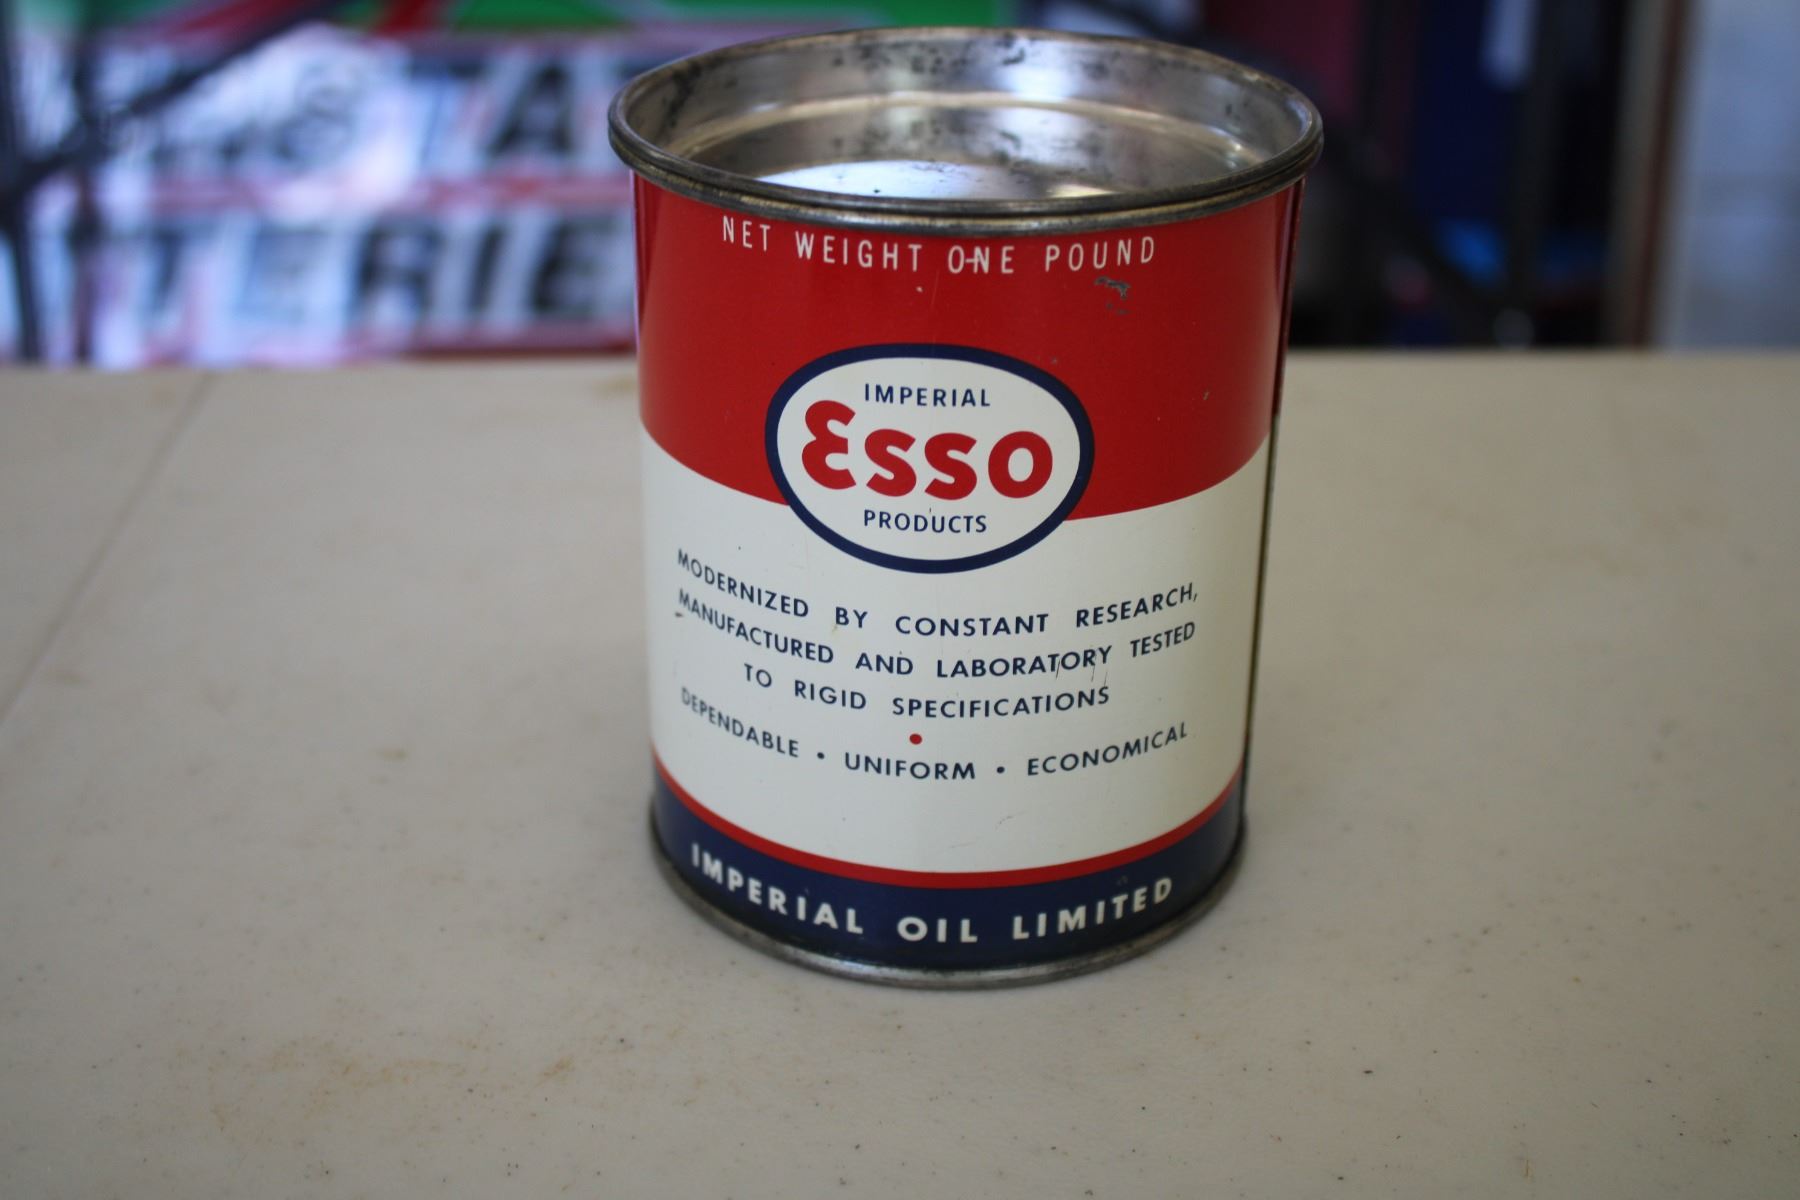 NET WEIGHT ONE POUND
IMPERIAL
Esso
PRODUCTS
MODERNIZED BY CONSTANT RESEARCH,
MANUFACTURED AND LABORATORY TESTED
TO RIGID SPECIFICATIONS
DEPENDABLE • UNIFORM • ECONOMICAL
IMPERIAL OIL LIMITED